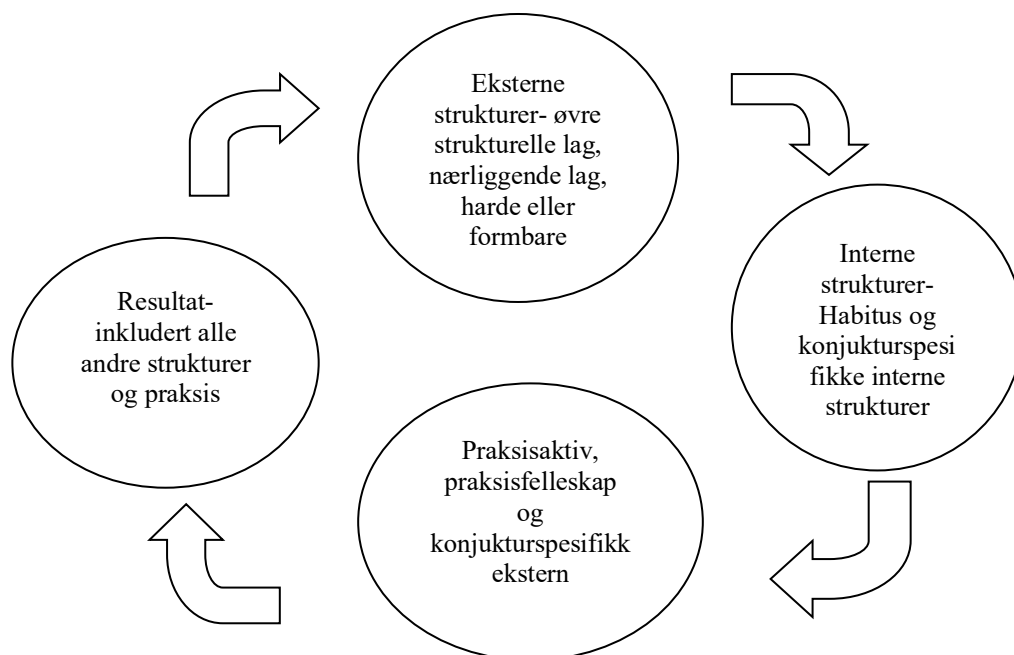 Eksterne
strukturer- øvre
strukturelle lag,
nærliggende lag,
harde eller
formbare
Interne
strukturer-
Habitus og
konjukturspesi
fikke interne
strukturer
Praksisaktiv,
praksisfelleskap
og
konjukturspesifikk
ekstern
Resultat-
inkludert alle
andre strukturer
og praksis